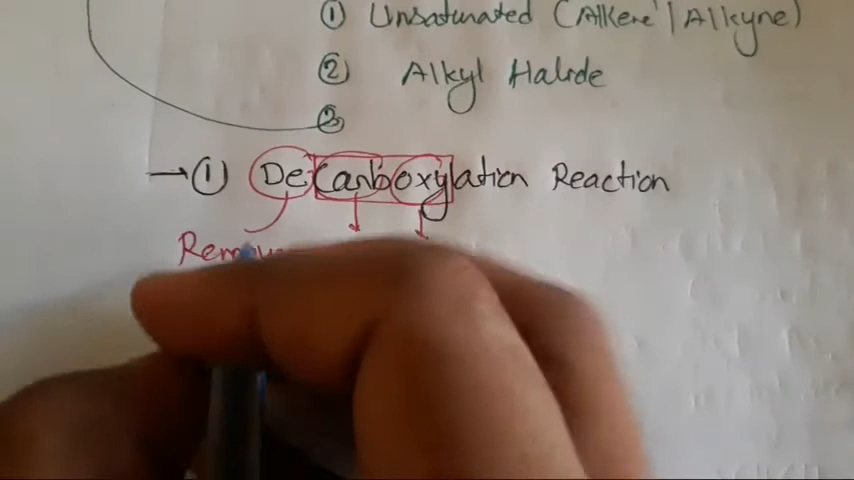 ① Unsaturated (Alkene | Alkyne)
② Alkyl Halide
③
→ ① Decarboxylation Reaction